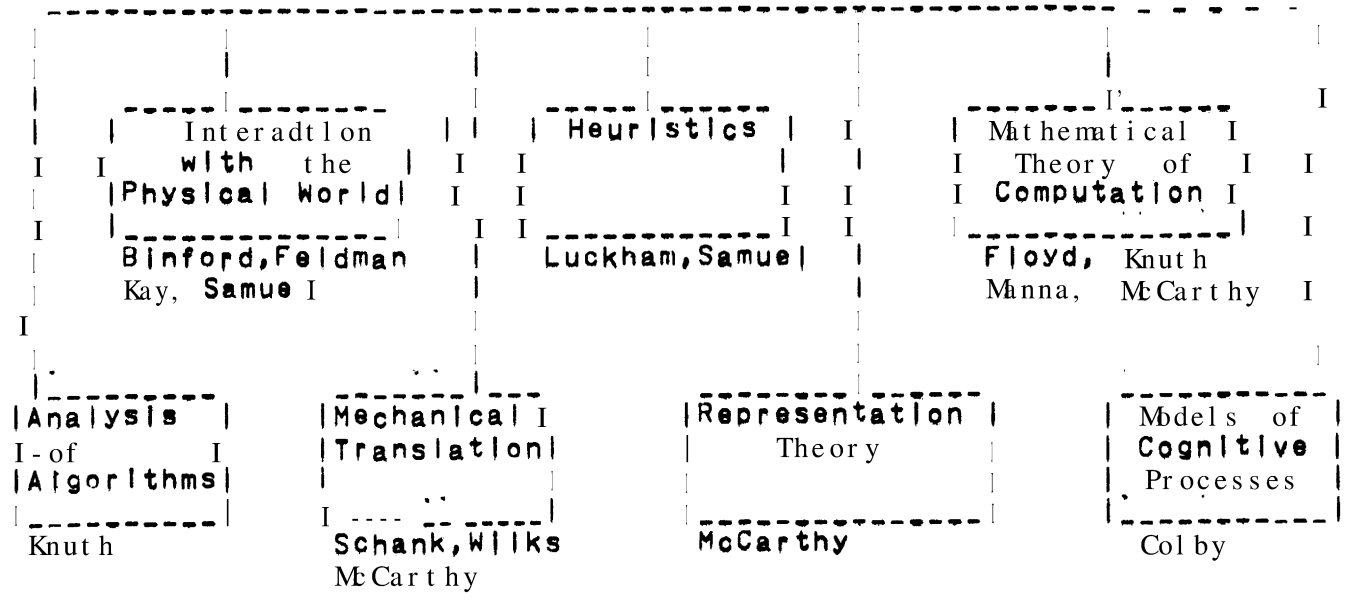 Interadtlon
with the
Physical World
Binford,Feldman
Kay, Samuel
Heuristics
Luckham,Samuel
Mathematical
Theory of
Computation
Floyd, Knuth
Manna, McCarthy
Analysis
-of
Algorithms
Knuth
Mechanical
Translation
Schank,Wilks
McCarthy
Representation
Theory
McCarthy
Models of
Cognitive
Processes
Colby